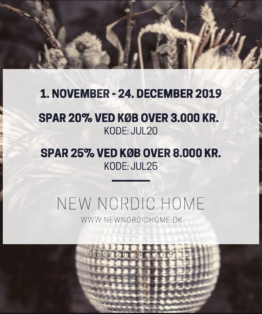 1. NOVEMBER - 24. DECEMBER 2019
SPAR 20% VED KØB OVER 3.000 KR.
KODE: JUL20
SPAR 25% VED KØB OVER 8.000 KR.
KODE: JUL25
NEW NORDIC HOME
WWW.NEWNORDICHOME.DK